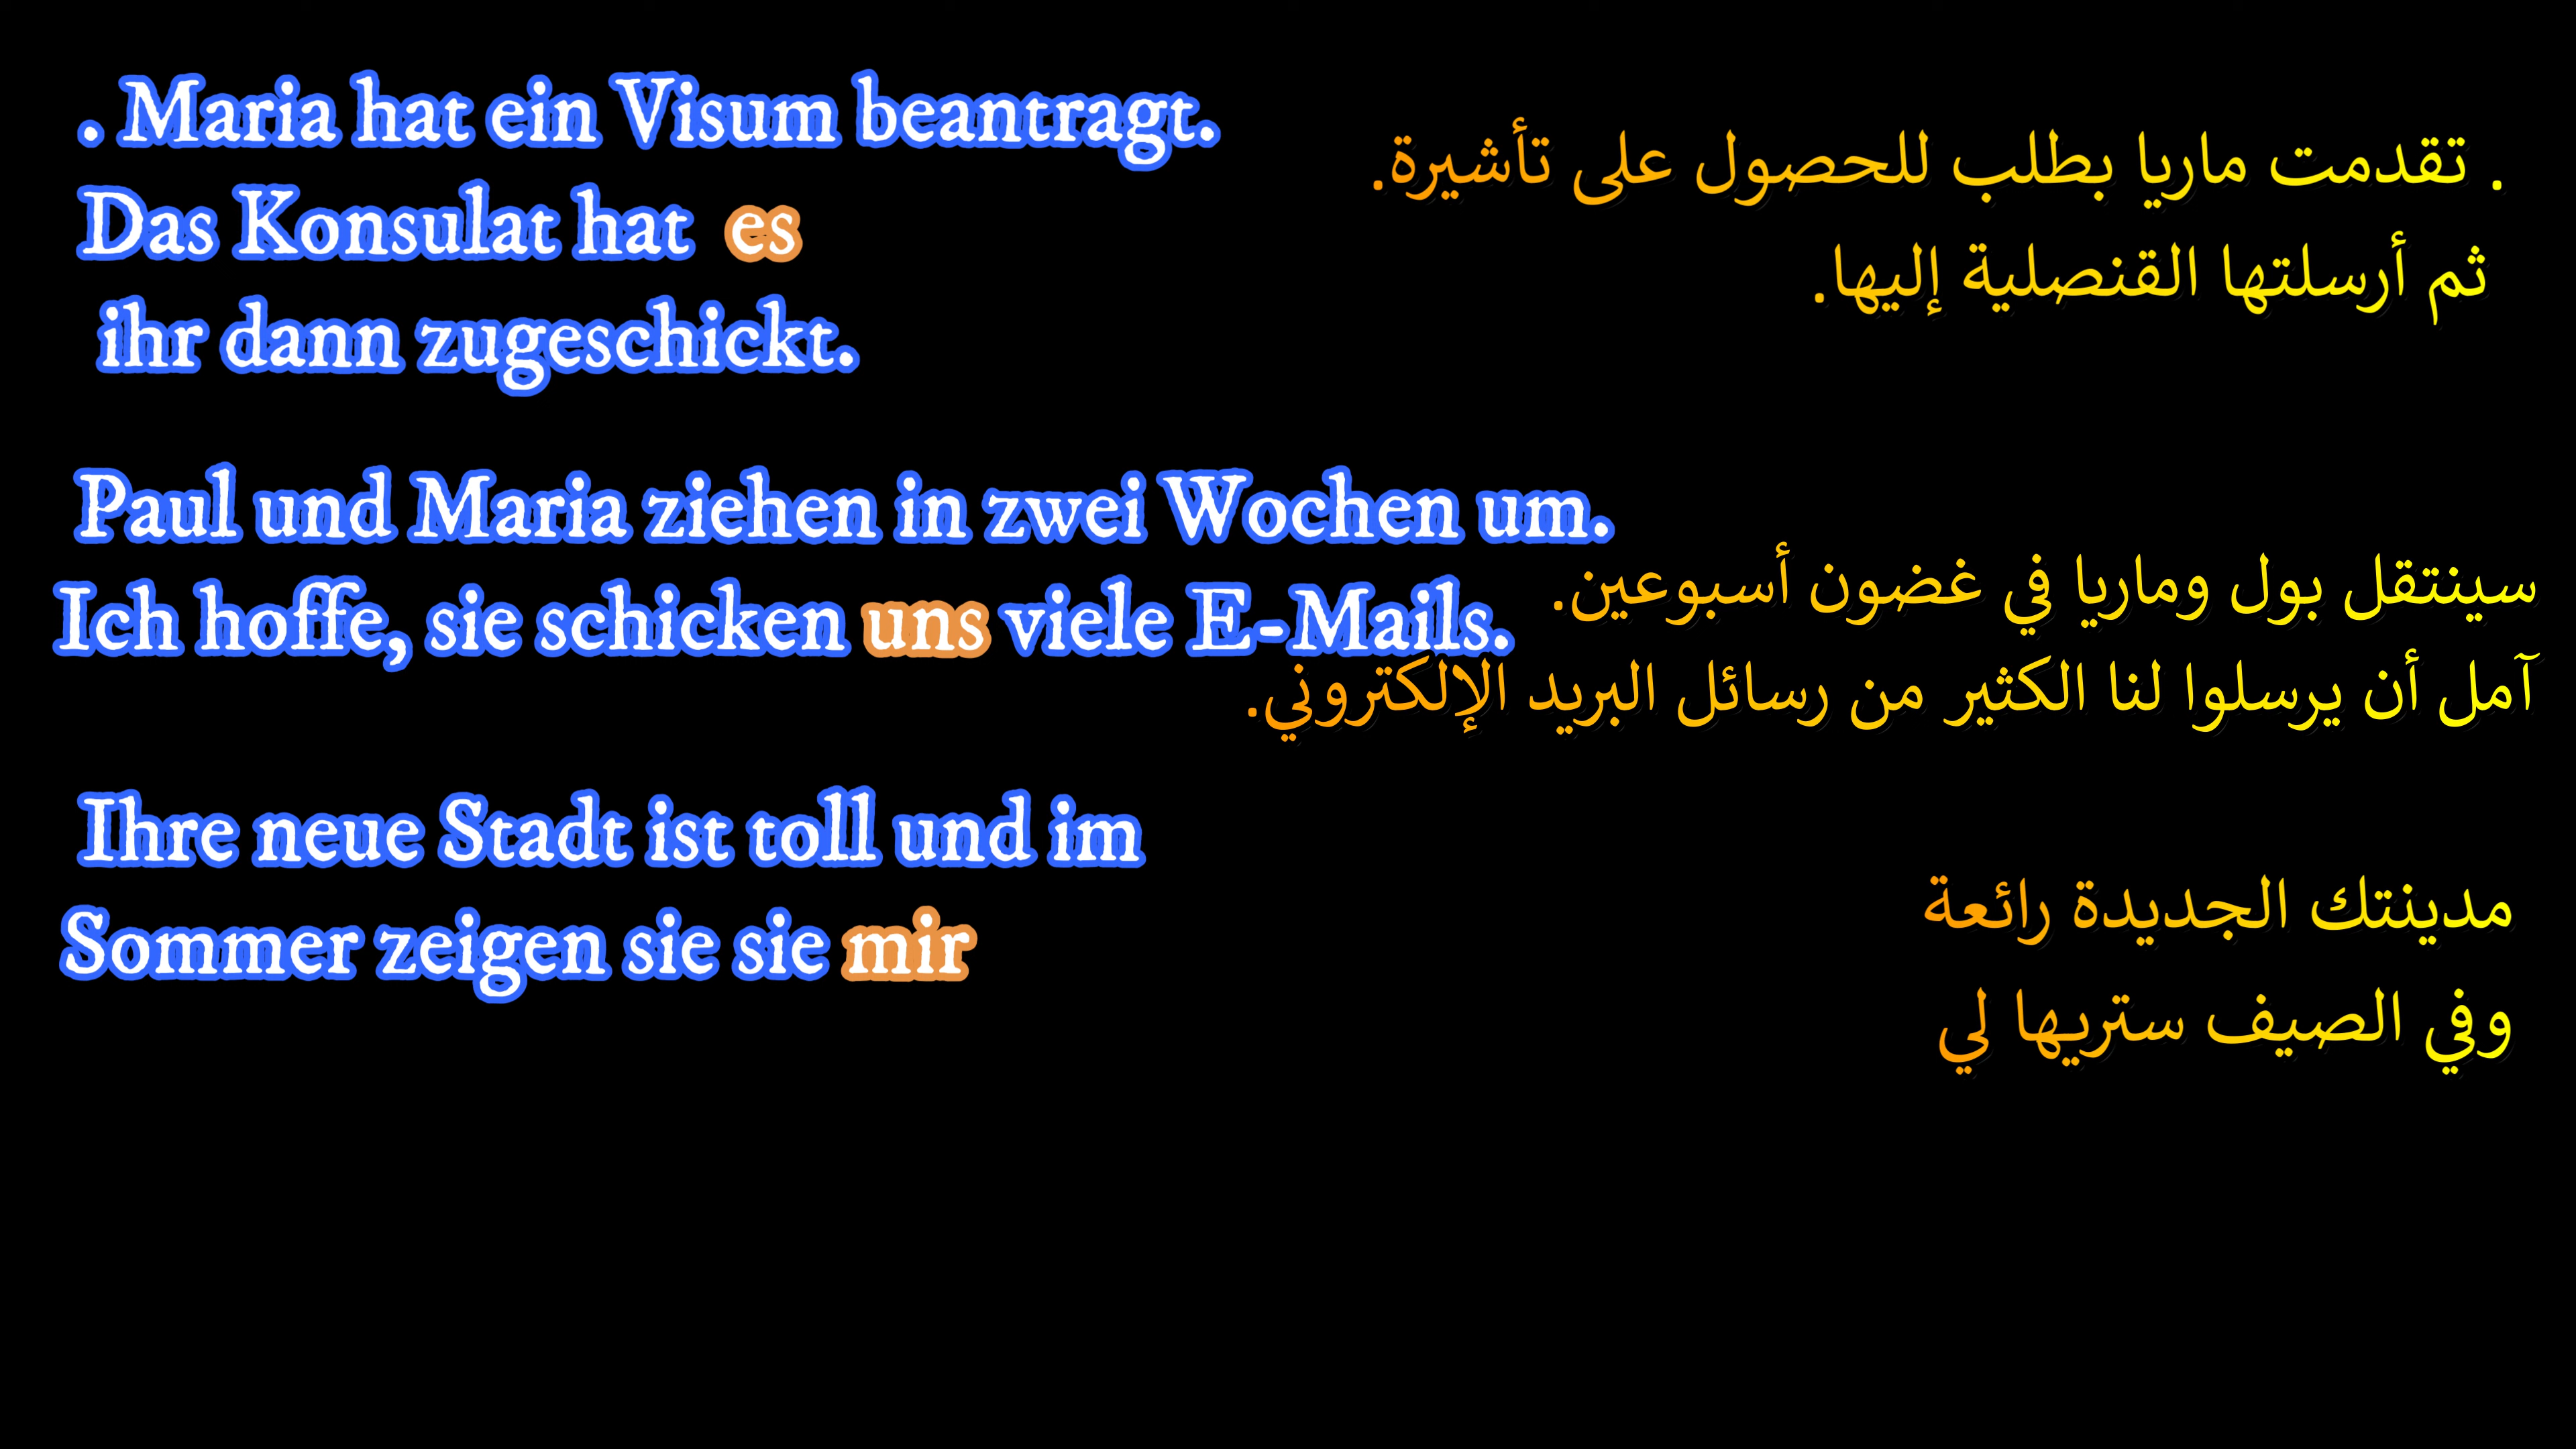 . Maria hat ein Visum beantragt.
Das Konsulat hat es
ihr dann zugeschickt.
. تقدمت ماريا بطلب للحصول على تأشيرة.
ثم أرسلتها القنصلية إليها.
Paul und Maria ziehen in zwei Wochen um.
Ich hoffe, sie schicken uns viele E-Mails.
سينتقل بول وماريا في غضون أسبوعين.
آمل أن يرسلوا لنا الكثير من رسائل البريد الإلكتروني.
Ihre neue Stadt ist toll und im
Sommer zeigen sie sie mir
مدينتك الجديدة رائعة
وفي الصيف ستريها لي